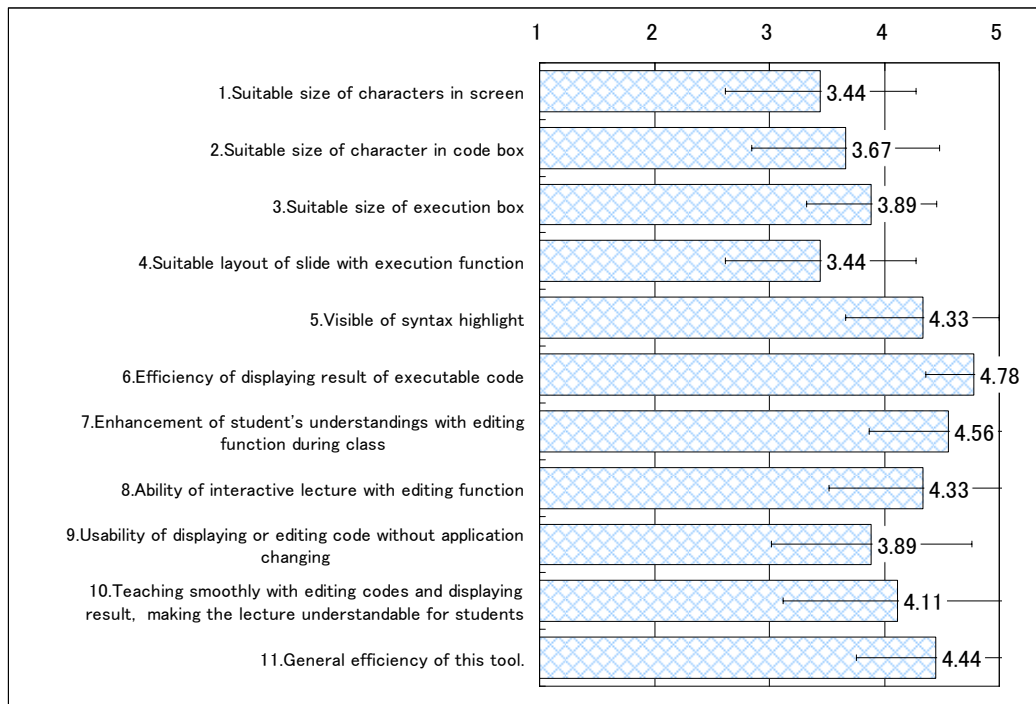 1 2 3 4 5
1.Suitable size of characters in screen
3.44
2.Suitable size of character in code box
3.67
3.Suitable size of execution box
3.89
4.Suitable layout of slide with execution function
3.44
5.Visible of syntax highlight
4.33
6.Efficiency of displaying result of executable code
4.78
7.Enhancement of student's understandings with editing
function during class
4.56
8.Ability of interactive lecture with editing function
4.33
9.Usability of displaying or editing code without application
changing
3.89
10.Teaching smoothly with editing codes and displaying
result, making the lecture understandable for students
4.11
11.General efficiency of this tool.
4.44